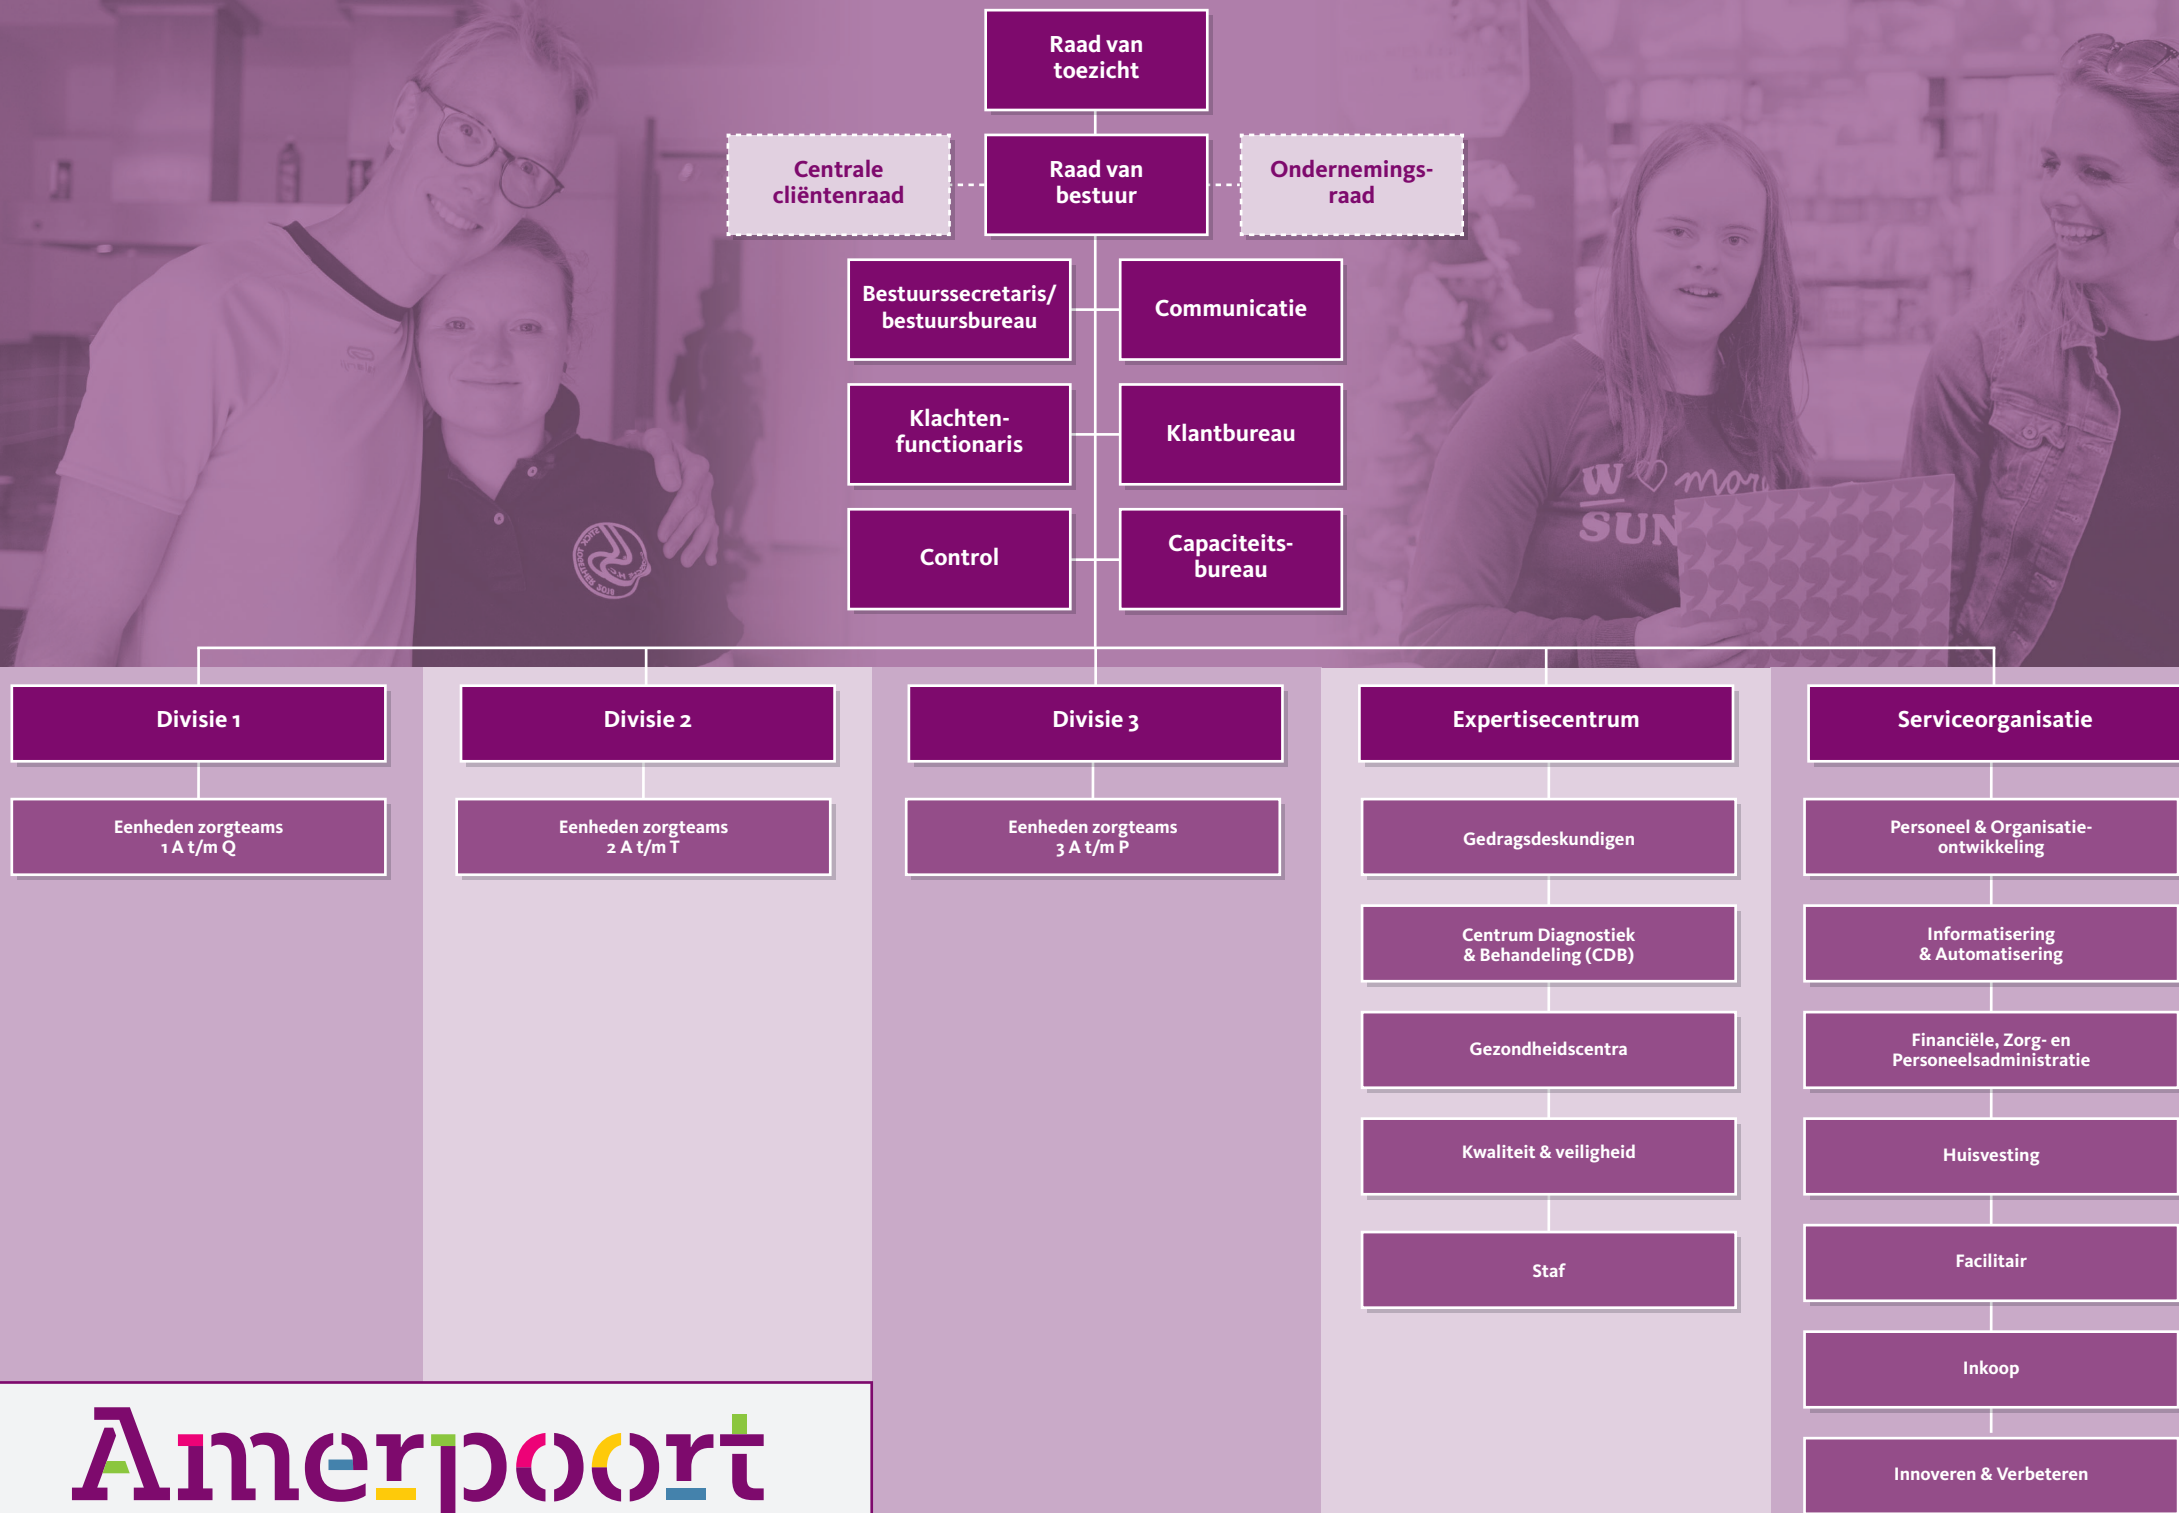 Raad van
toezicht
Centrale
cliëntenraad
Raad van
bestuur
Ondernemings-
raad
Bestuurssecretaris/
bestuursbureau
Communicatie
Klachten-
functionaris
Klantbureau
Control
Capaciteits-
bureau
W mor
SUN
Divisie 1
Divisie 2
Divisie 3
Expertisecentrum
Serviceorganisatie
Eenheden zorgteams
1 A t/m Q
Eenheden zorgteams
2 A t/m T
Eenheden zorgteams
3 A t/m P
Gedragsdeskundigen
Centrum Diagnostiek
& Behandeling (CDB)
Gezondheidscentra
Kwaliteit & veiligheid
Staf
Personeel & Organisatie-
ontwikkeling
Informatisering
& Automatisering
Financiële, Zorg- en
Personeelsadministratie
Huisvesting
Facilitair
Inkoop
Innoveren & Verbeteren
Amerpoort